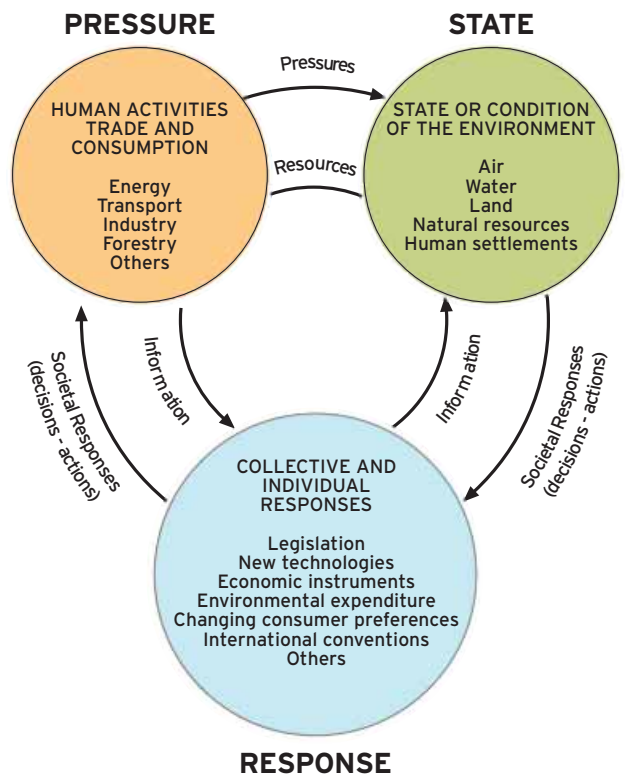 PRESSURE
STATE
HUMAN ACTIVITIES
TRADE AND
CONSUMPTION
Energy
Transport
Industry
Forestry
Others
Pressures
Resources
STATE OR CONDITION
OF THE ENVIRONMENT
Air
Water
Land
Natural resources
Human settlements
Societal Responses
(decisions - actions)
Information
Information
Societal Responses
(decisions - actions)
COLLECTIVE AND
INDIVIDUAL
RESPONSES
Legislation
New technologies
Economic instruments
Environmental expenditure
Changing consumer preferences
International conventions
Others
RESPONSE